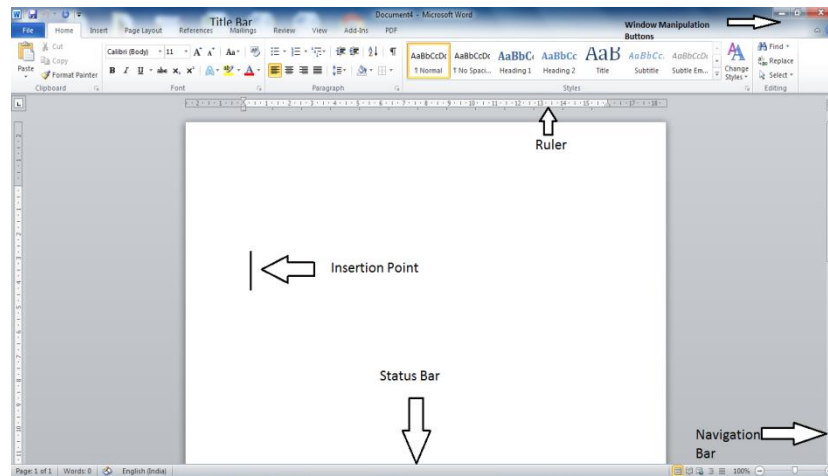 Title Bar
Document4 - Microsoft Word
File Home Insert Page Layout References Mailings Review View Add-Ins PDF
Window Manipulation
Buttons
Paste
Cut
Copy
Format Painter
Clipboard
Calibri (Body) 11
Font
Paragraph
AaBbCcDc AaBbCcDc AaBbC AaBbCc AaB AaBbCc. AaBbCcDi
¶ Normal ¶ No Spaci... Heading 1 Heading 2 Title Subtitle Subtle Em...
Styles
Change
Styles
Find
Replace
Select
Editing
Ruler
Insertion Point
Status Bar
Navigation
Bar
Page: 1 of 1 Words: 0 English (India) 100%